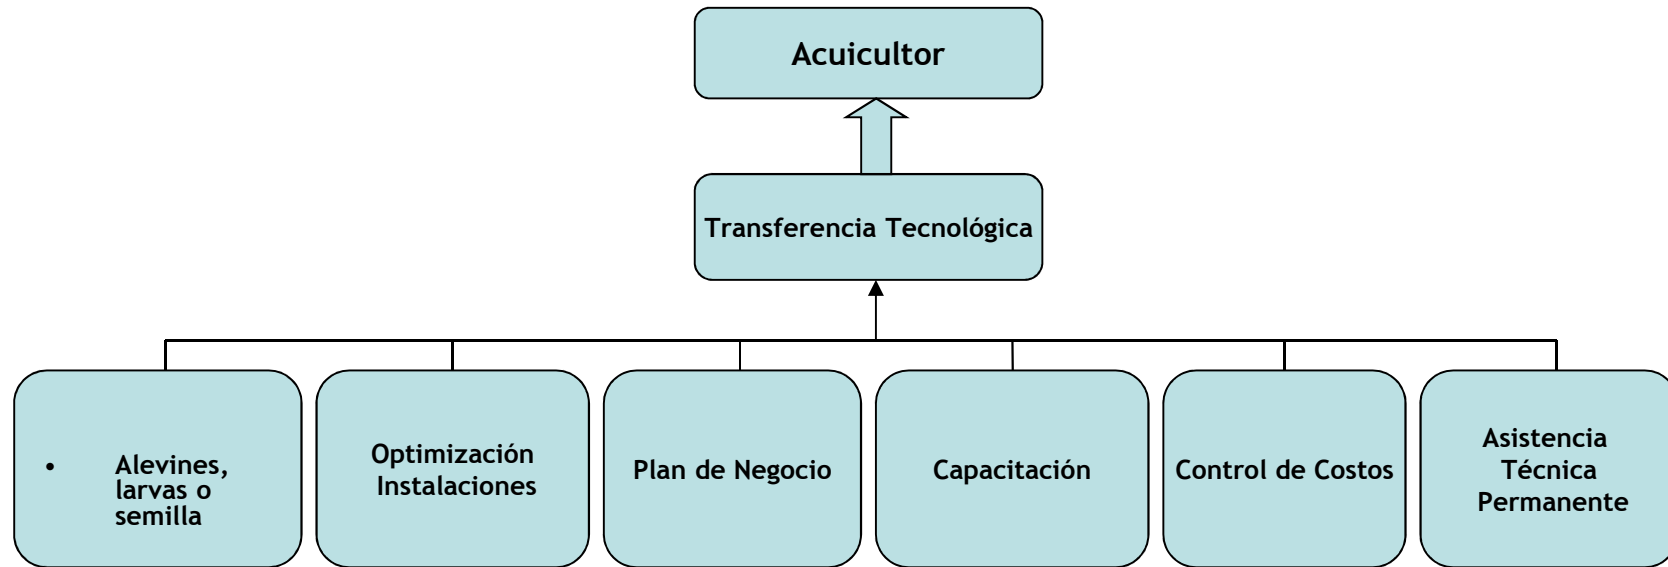 Acuicultor
Transferencia Tecnológica
• Alevines,
larvas o
semilla
Optimización
Instalaciones
Plan de Negocio
Capacitación
Control de Costos
Asistencia
Técnica
Permanente